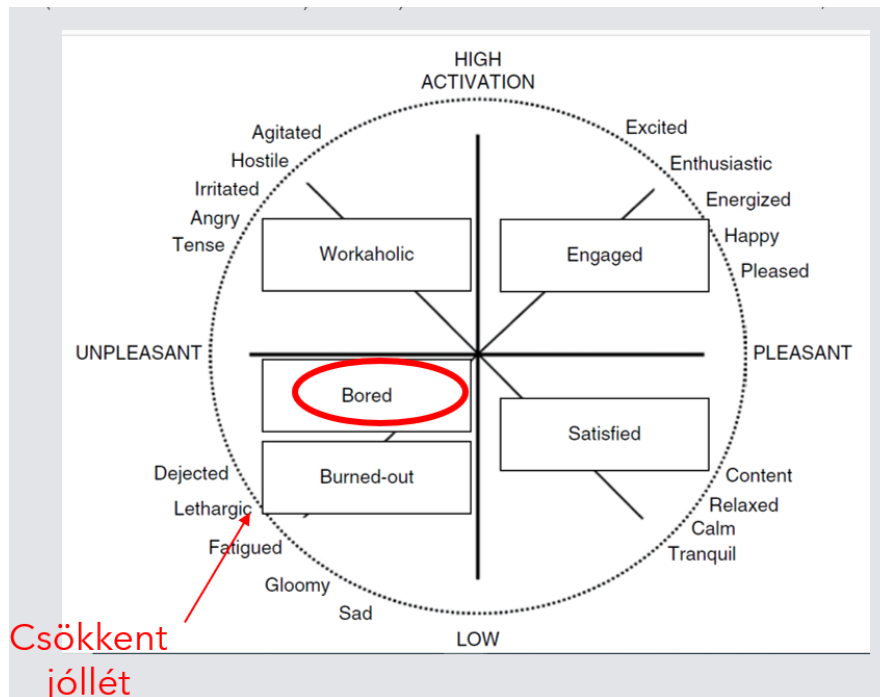 HIGH
ACTIVATION
Agitated
Excited
Hostile
Enthusiastic
Irritated
Energized
Angry
Happy
Tense
Workaholic
Engaged
Pleased
UNPLEASANT
PLEASANT
Bored
Satisfied
Dejected
Burned-out
Content
Lethargic
Relaxed
Calm
Fatigued
Tranquil
Gloomy
Sad
LOW
Csökkent
jóllét